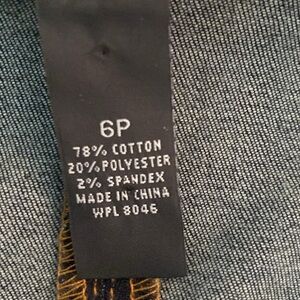 6P
78% COTTON
20% POLYESTER
2% SPANDEX
MADE IN CHINA
WPL 8046